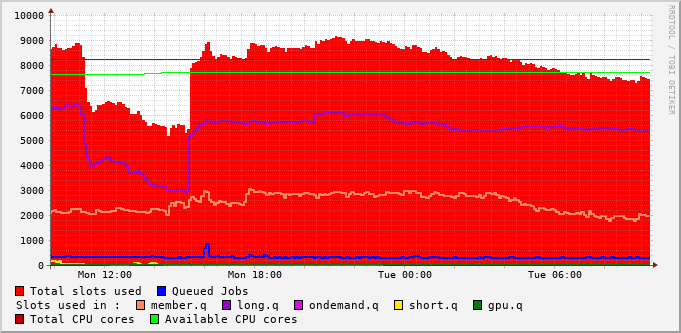 10000
9000
8000
7000
6000
5000
4000
3000
2000
1000
0
Mon 12:00 Mon 18:00 Tue 00:00 Tue 06:00
RRDTOOL / TOBI OETIKER
Total slots used Queued Jobs
Slots used in : member.q long.q ondemand.q short.q gpu.q
Total CPU cores Available CPU cores